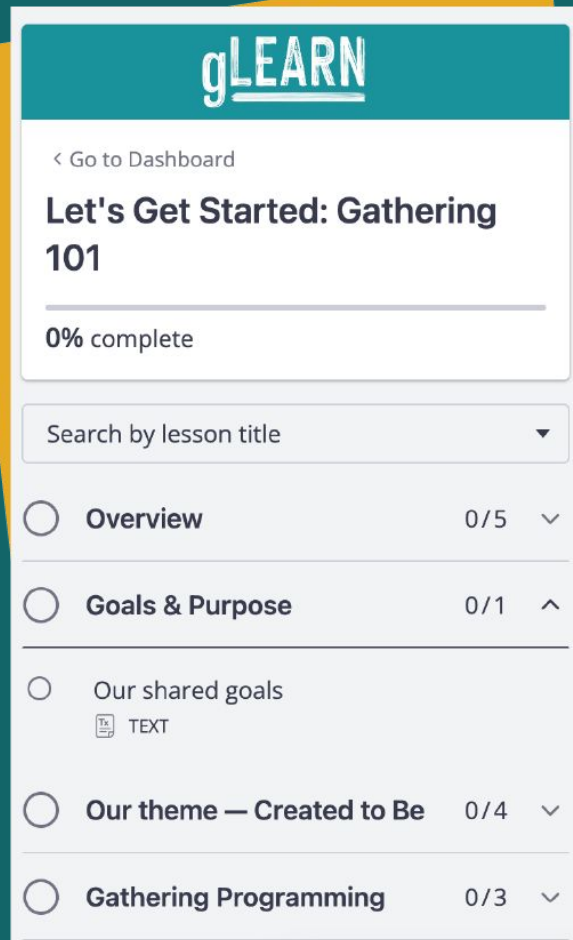 gLEARN
< Go to Dashboard
Let's Get Started: Gathering
101
0% complete
Search by lesson title
Overview 0/5
Goals & Purpose 0/1
Our shared goals
Tx TEXT
Our theme — Created to Be 0/4
Gathering Programming 0/3